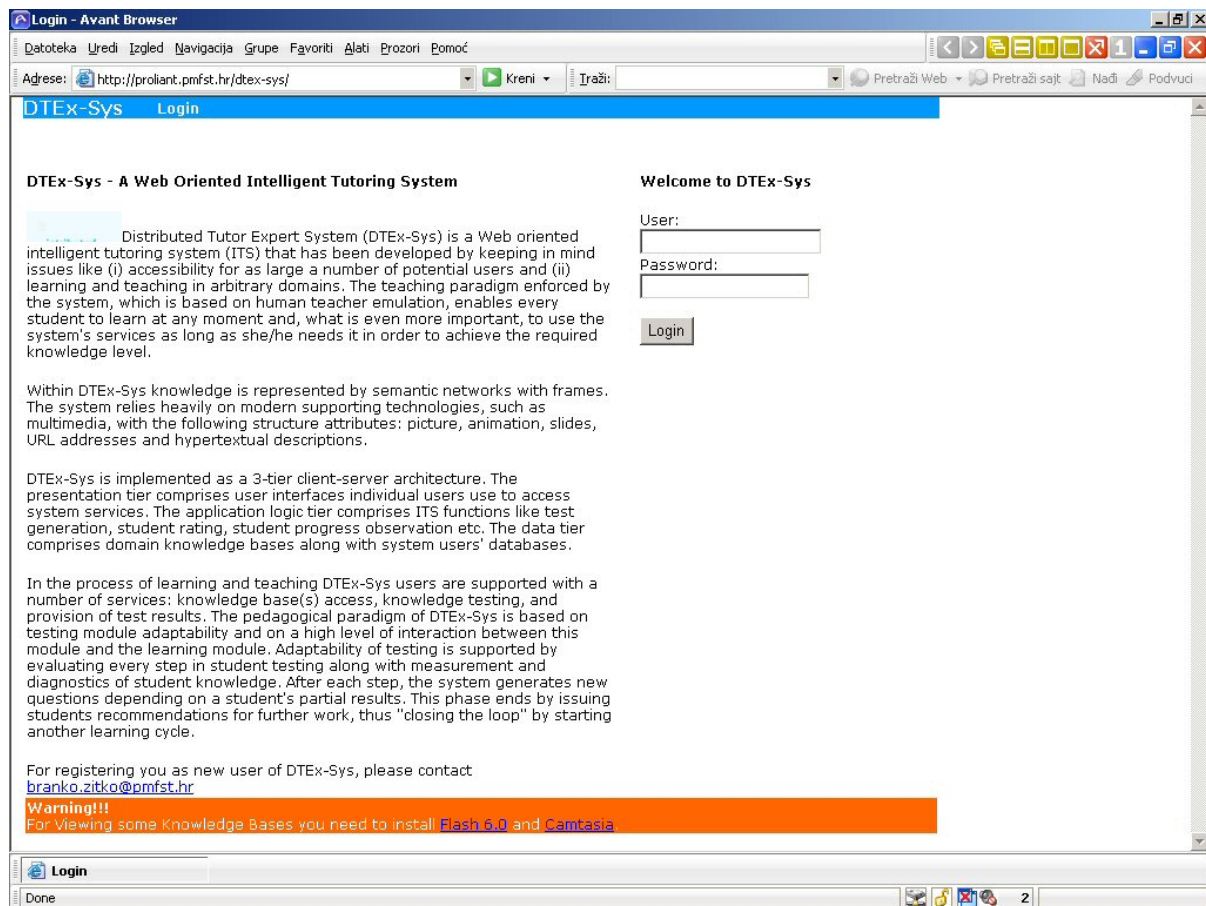 Login - Avant Browser
Datoteka Uredi Izgled Navigacija Grupe Favoriti Alati Prozori Pomoć
1
Adrese: http://proliant.pmfst.hr/dtex-sys/ Kreni Traži: Pretraži Web Pretraži sajt Nađi Podvuci
DTEx-Sys Login
DTEx-Sys - A Web Oriented Intelligent Tutoring System
Distributed Tutor Expert System (DTEx-Sys) is a Web oriented
intelligent tutoring system (ITS) that has been developed by keeping in mind
issues like (i) accessibility for as large a number of potential users and (ii)
learning and teaching in arbitrary domains. The teaching paradigm enforced by
the system, which is based on human teacher emulation, enables every
student to learn at any moment and, what is even more important, to use the
system's services as long as she/he needs it in order to achieve the required
knowledge level.
Within DTEx-Sys knowledge is represented by semantic networks with frames.
The system relies heavily on modern supporting technologies, such as
multimedia, with the following structure attributes: picture, animation, slides,
URL addresses and hypertextual descriptions.
DTEx-Sys is implemented as a 3-tier client-server architecture. The
presentation tier comprises user interfaces individual users use to access
system services. The application logic tier comprises ITS functions like test
generation, student rating, student progress observation etc. The data tier
comprises domain knowledge bases along with system users' databases.
In the process of learning and teaching DTEx-Sys users are supported with a
number of services: knowledge base(s) access, knowledge testing, and
provision of test results. The pedagogical paradigm of DTEx-Sys is based on
testing module adaptability and on a high level of interaction between this
module and the learning module. Adaptability of testing is supported by
evaluating every step in student testing along with measurement and
diagnostics of student knowledge. After each step, the system generates new
questions depending on a student's partial results. This phase ends by issuing
students recommendations for further work, thus "closing the loop" by starting
another learning cycle.
For registering you as new user of DTEx-Sys, please contact
branko.zitko@pmfst.hr
Welcome to DTEx-Sys
User:
Password:
Login
Warning!!!
For Viewing some Knowledge Bases you need to install Flash 6.0 and Camtasia.
Login
Done 2